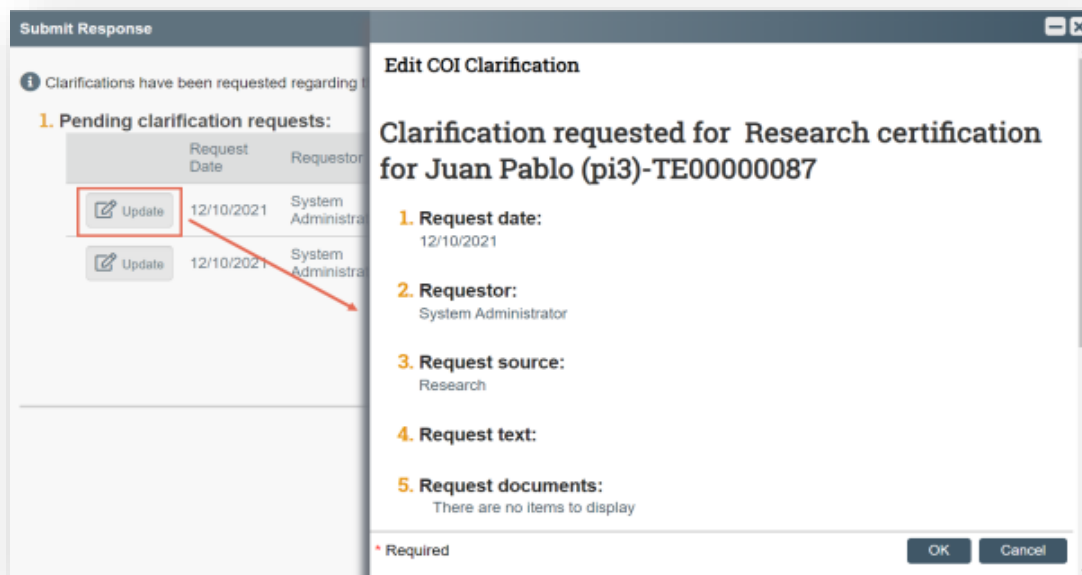 Submit Response
Clarifications have been requested regarding
1. Pending clarification requests:
Request
Date
Requestor
Update
12/10/2021
System
Administra
Update
12/10/2021
System
Administra
Edit COI Clarification
Clarification requested for Research certification
for Juan Pablo (pi3)-TE00000087
1. Request date:
12/10/2021
2. Requestor:
System Administrator
3. Request source:
Research
4. Request text:
5. Request documents:
There are no items to display
* Required
OK
Cancel